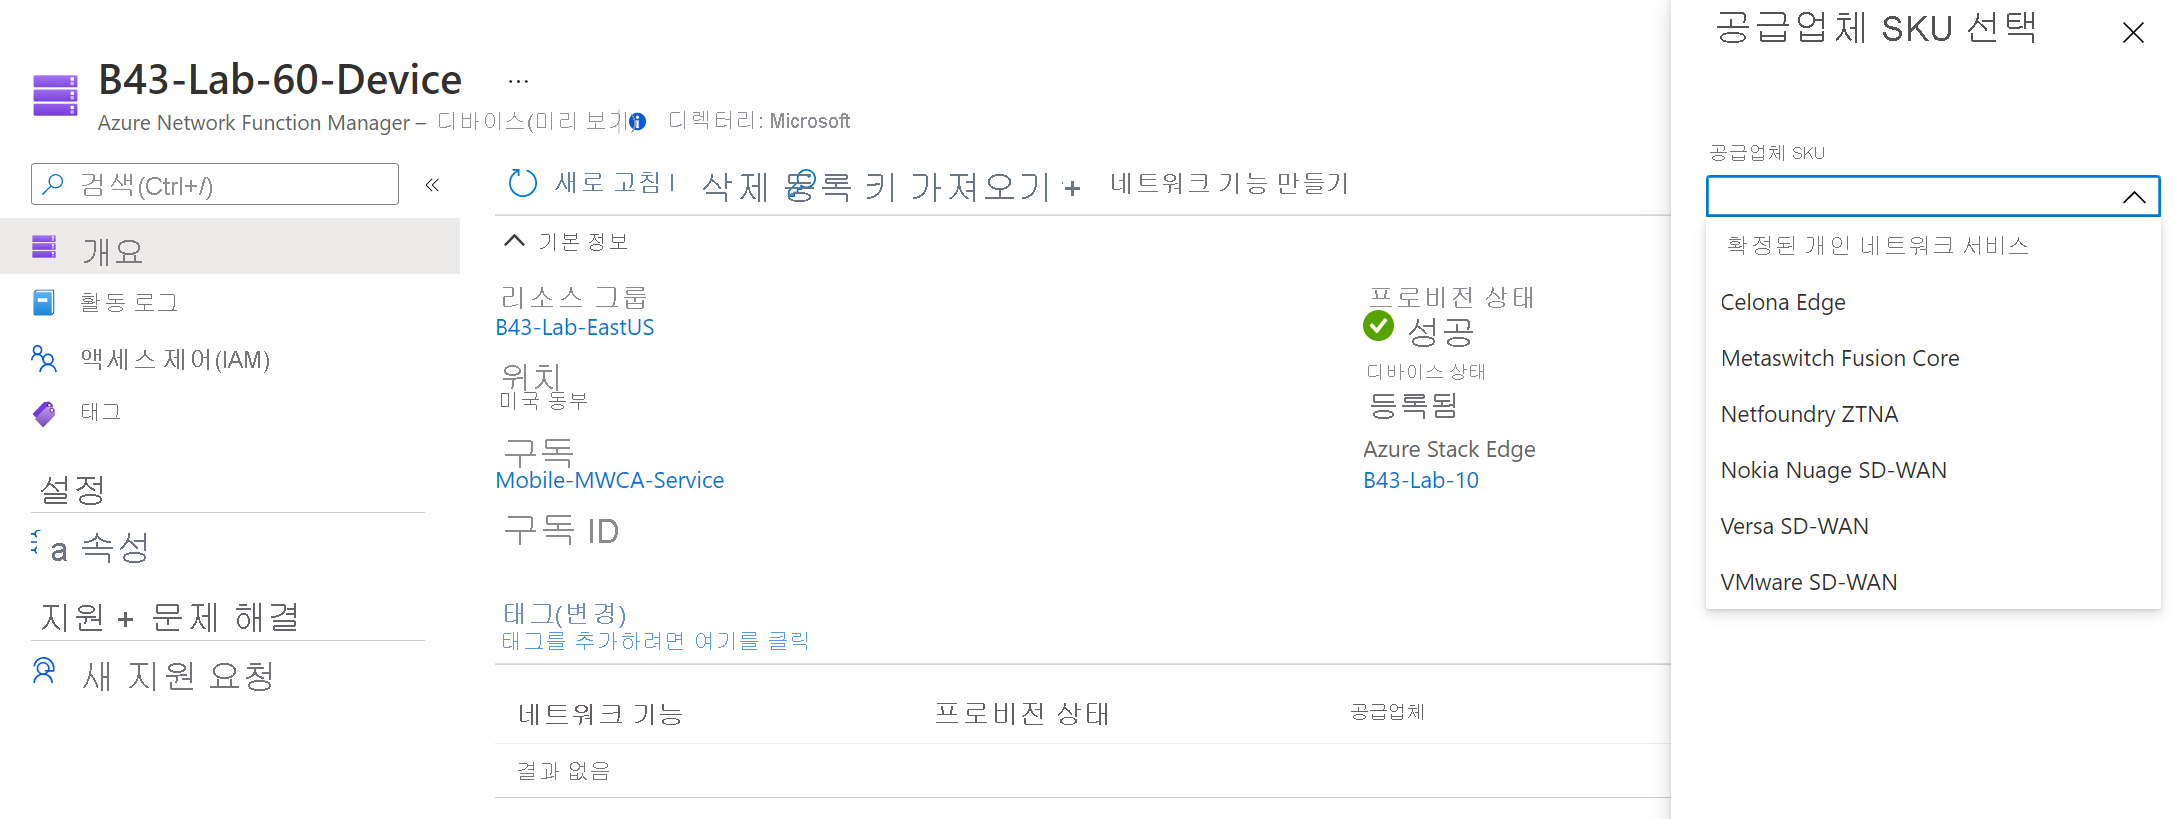 B43-Lab-60-Device
...
Azure Network Function Manager – 디바이스(미리 보기) 디렉터리: Microsoft
검색(Ctrl+/)
«
개요
활동 로그
액세스 제어(IAM)
태그
설정
a 속성
지원 + 문제 해결
새 지원 요청
새로 고침 | 삭제 등록 키 가져오기 + 네트워크 기능 만들기
기본 정보
리소스 그룹
B43-Lab-EastUS
위치
미국 동부
구독
Mobile-MWCA-Service
구독 ID
프로비전 상태
성공
디바이스 상태
등록됨
Azure Stack Edge
B43-Lab-10
태그(변경)
태그를 추가하려면 여기를 클릭
네트워크 기능 프로비전 상태 공급업체
결과 없음
공급업체 SKU 선택
공급업체 SKU
확정된 개인 네트워크 서비스
Celona Edge
Metaswitch Fusion Core
Netfoundry ZTNA
Nokia Nuage SD-WAN
Versa SD-WAN
VMware SD-WAN